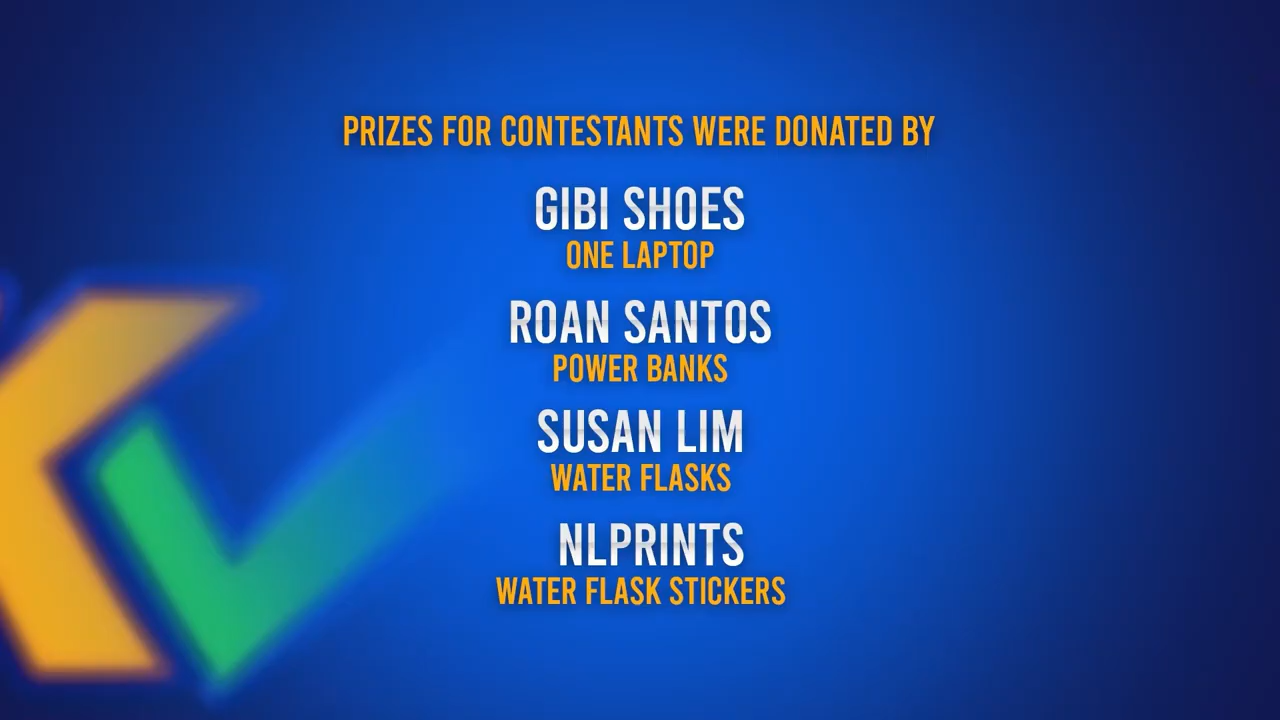 PRIZES FOR CONTESTANTS WERE DONATED BY
GIBI SHOES
ONE LAPTOP
ROAN SANTOS
POWER BANKS
SUSAN LIM
WATER FLASKS
NLPRINTS
WATER FLASK STICKERS